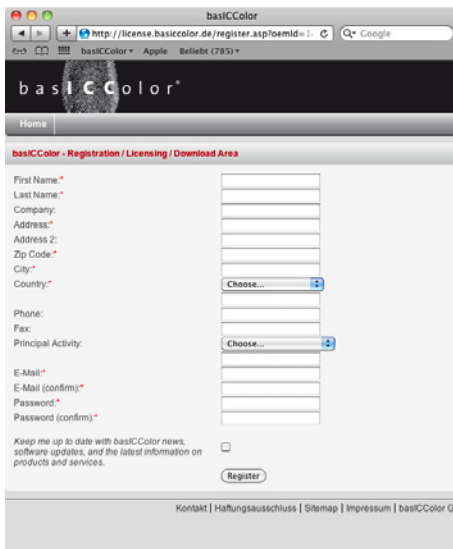 basICColor
http://license.basiccolor.de/register.asp?oemId=1
Google
basICColor Apple Beliebt (785)
basICColor
Home
basICColor - Registration / Licensing / Download Area
First Name:*
Last Name:*
Company:
Address:*
Address 2:
Zip Code:*
City:*
Country:* Choose...
Phone:
Fax:
Principal Activity: Choose...
E-Mail:*
E-Mail (confirm):*
Password:*
Password (confirm):*
Keep me up to date with basICColor news,
software updates, and the latest information on
products and services.
Register
Kontakt | Haftungsausschluss | Sitemap | Impressum | basICColor G